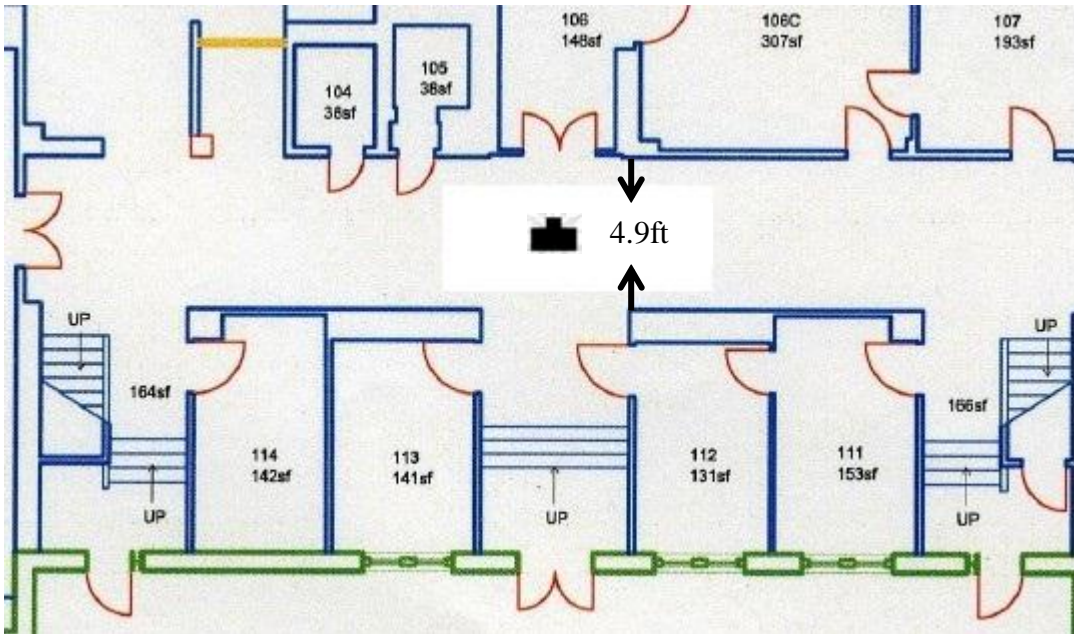 106
148sf
106C
307sf
107
193sf
104
38sf
105
38sf
4.9ft
UP
UP
164sf
166sf
114
142sf
113
141sf
112
131sf
111
153sf
UP
UP
UP